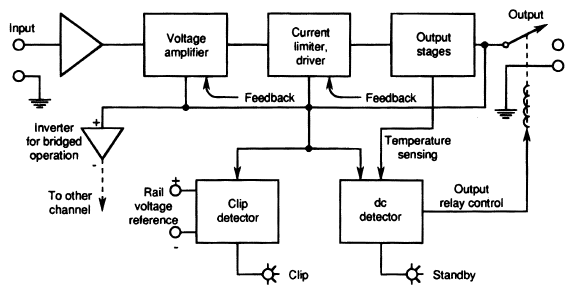 Input
Voltage
amplifier
Current
limiter,
driver
Output
stages
Output
Feedback
Feedback
+
Inverter
for bridged
operation
-
To other
channel
Temperature
sensing
+
Rail
voltage
reference
-
Clip
detector
dc
detector
Output
relay control
Clip
Standby